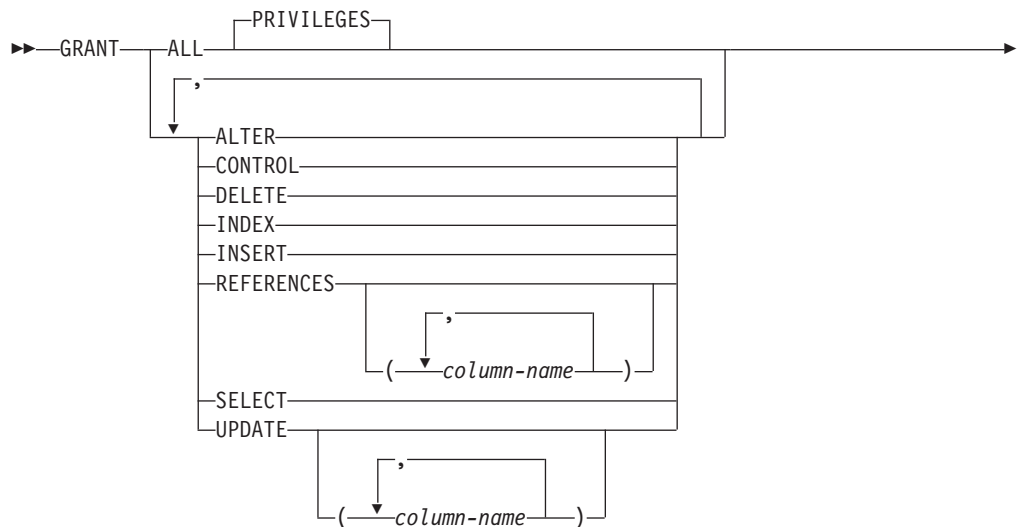 PRIVILEGES
GRANT ALL
,
ALTER
CONTROL
DELETE
INDEX
INSERT
REFERENCES
,
( column-name )
SELECT
UPDATE
,
( column-name )